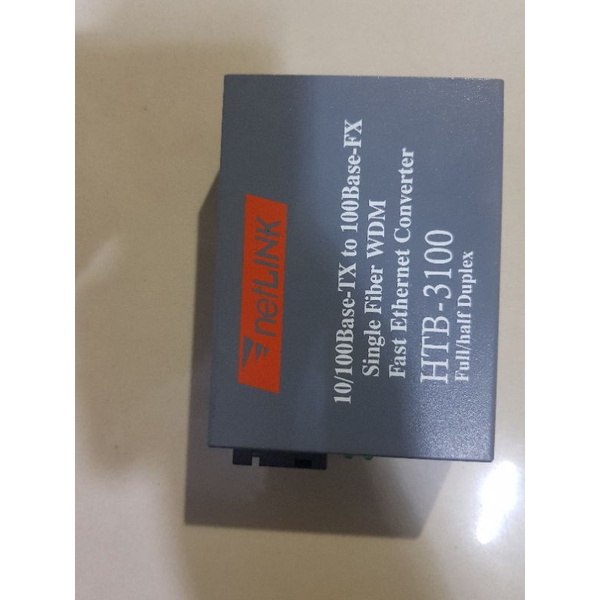 netLINK
10/100Base-TX to 100Base-FX
Single Fiber WDM
Fast Ethernet Converter
HTB-3100
Full/half Duplex